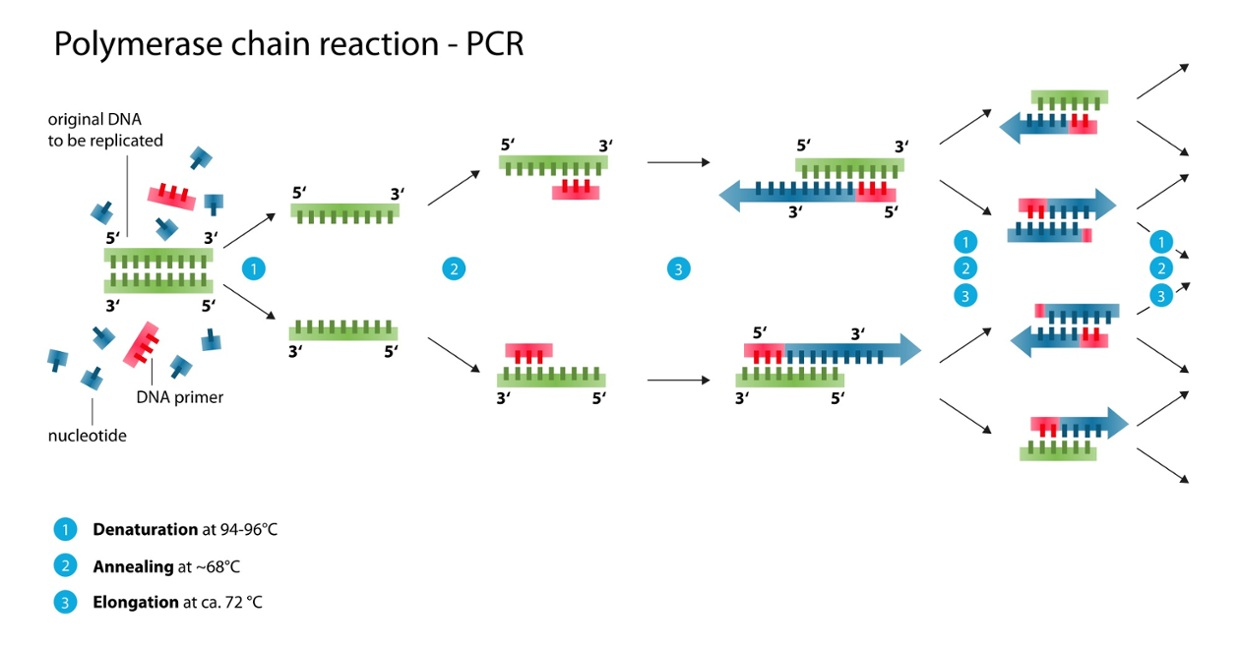 Polymerase chain reaction - PCR
original DNA
to be replicated
5‘ 3‘
3‘ 5‘
DNA primer
nucleotide
1
5‘ 3‘
3‘ 5‘
2
5‘ 3‘
3‘ 5‘
3
5‘ 3‘
3‘ 5‘
5‘ 3‘
3‘ 5‘
1
2
3
1
2
3
1 Denaturation at 94-96°C
2 Annealing at ~68°C
3 Elongation at ca. 72 °C